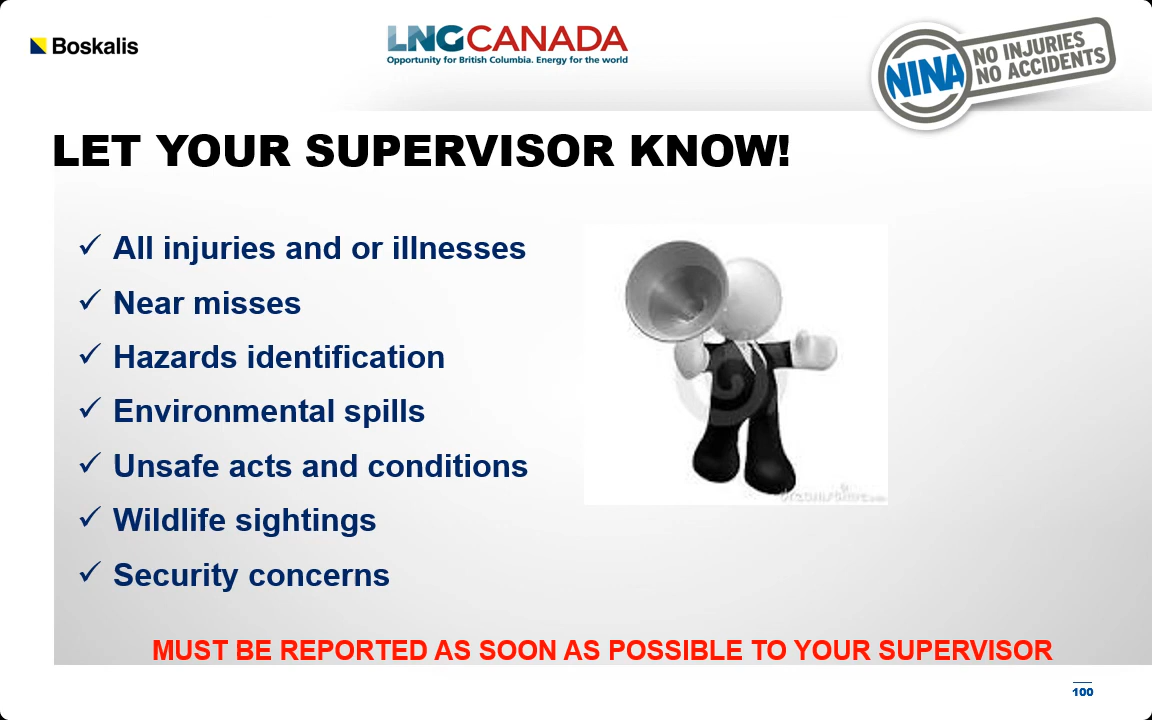 Boskalis
LNGCANADA
Opportunity for British Columbia. Energy for the world
NINA
NO INJURIES
NO ACCIDENTS
LET YOUR SUPERVISOR KNOW!
✓ All injuries and or illnesses
✓ Near misses
✓ Hazards identification
✓ Environmental spills
✓ Unsafe acts and conditions
✓ Wildlife sightings
✓ Security concerns
MUST BE REPORTED AS SOON AS POSSIBLE TO YOUR SUPERVISOR
100